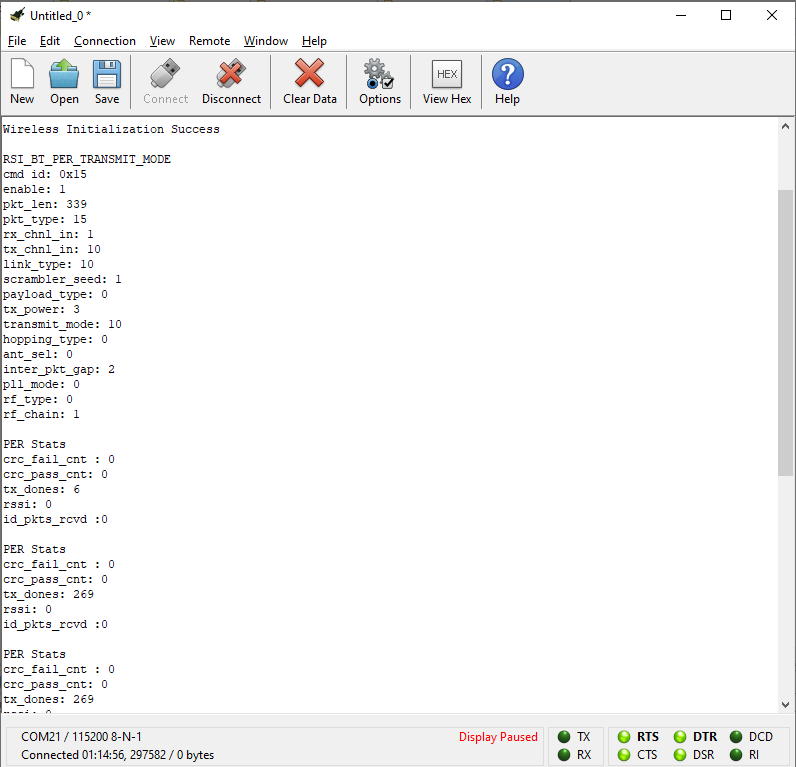 Untitled_0 *
File Edit Connection View Remote Window Help
New Open Save Connect Disconnect Clear Data Options HEX View Hex ? Help
Wireless Initialization Success
RSI_BT_PER_TRANSMIT_MODE
cmd id: 0x15
enable: 1
pkt_len: 339
pkt_type: 15
rx_chnl_in: 1
tx_chnl_in: 10
link_type: 10
scrambler_seed: 1
payload_type: 0
tx_power: 3
transmit_mode: 10
hopping_type: 0
ant_sel: 0
inter_pkt_gap: 2
pll_mode: 0
rf_type: 0
rf_chain: 1
PER Stats
crc_fail_cnt : 0
crc_pass_cnt: 0
tx_dones: 6
rssi: 0
id_pkts_rcvd :0
PER Stats
crc_fail_cnt : 0
crc_pass_cnt: 0
tx_dones: 269
rssi: 0
id_pkts_rcvd :0
PER Stats
crc_fail_cnt : 0
crc_pass_cnt: 0
tx_dones: 269
COM21 / 115200 8-N-1 Display Paused TX RTS DTR DCD
Connected 01:14:56, 297582 / 0 bytes RX CTS DSR RI